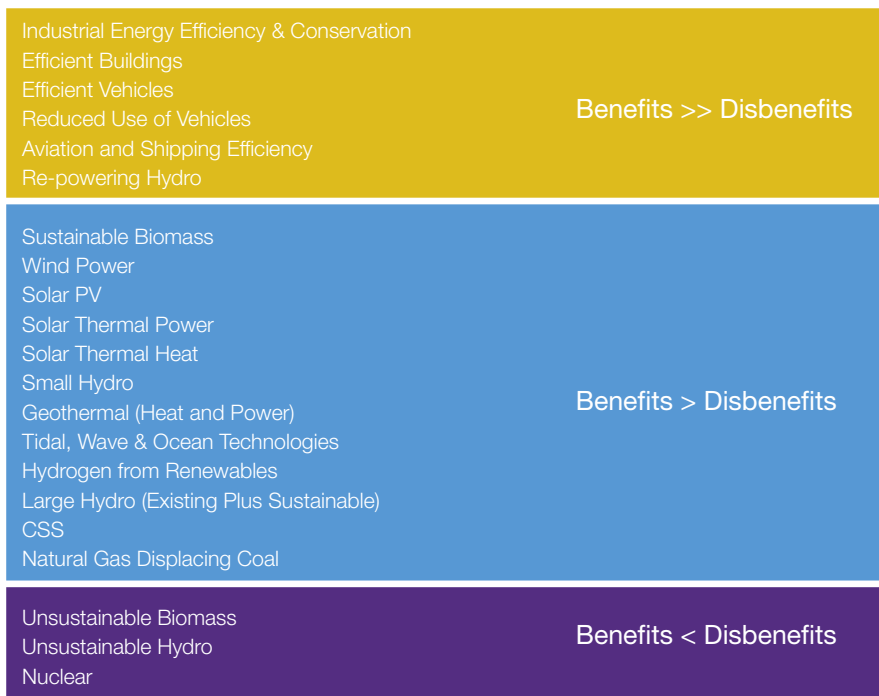 Industrial Energy Efficiency & Conservation
Efficient Buildings
Efficient Vehicles
Reduced Use of Vehicles
Aviation and Shipping Efficiency
Re-powering Hydro
Benefits >> Disbenefits
Sustainable Biomass
Wind Power
Solar PV
Solar Thermal Power
Solar Thermal Heat
Small Hydro
Geothermal (Heat and Power)
Tidal, Wave & Ocean Technologies
Hydrogen from Renewables
Large Hydro (Existing Plus Sustainable)
CSS
Natural Gas Displacing Coal
Benefits > Disbenefits
Unsustainable Biomass
Unsustainable Hydro
Nuclear
Benefits < Disbenefits